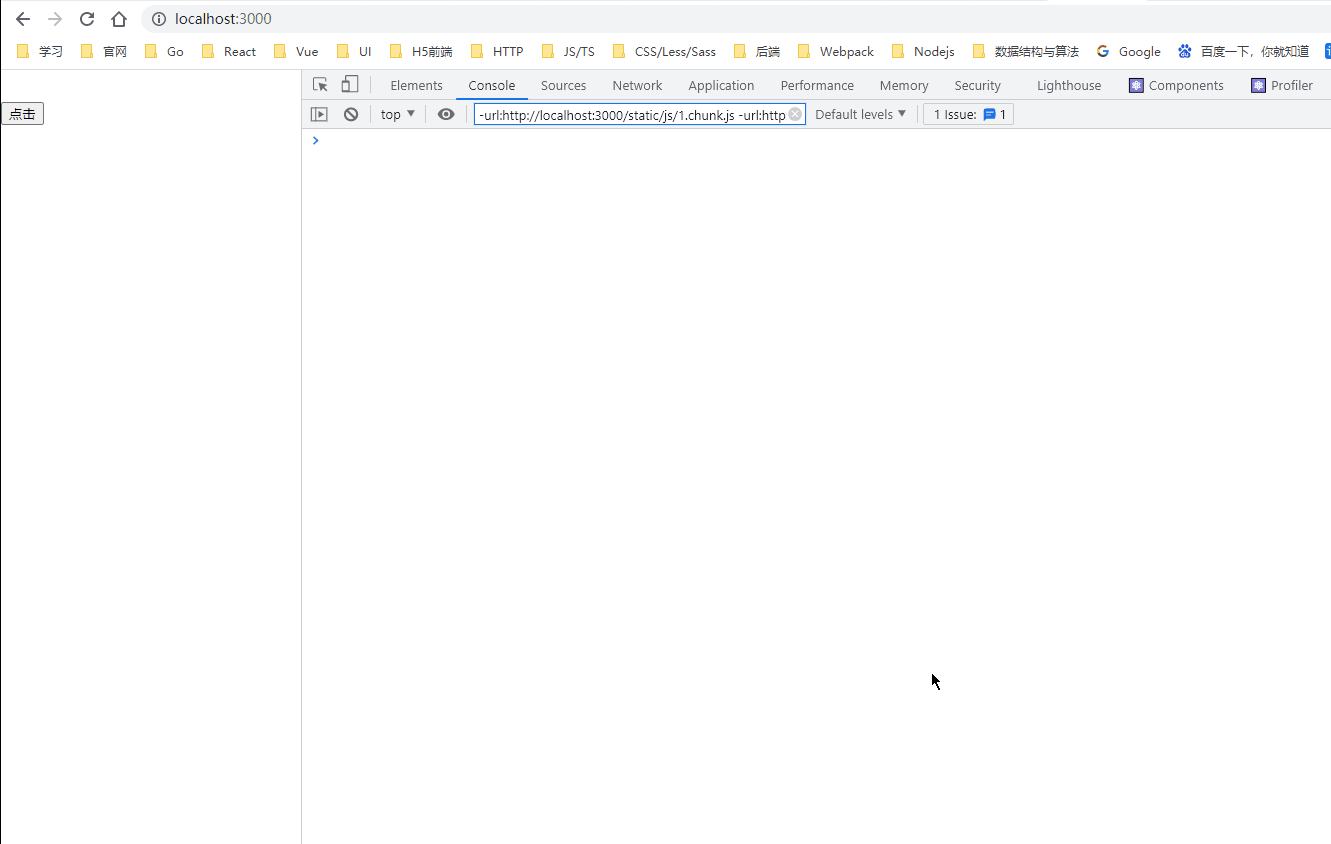 localhost:3000
学习 官网 Go React Vue UI H5前端 HTTP JS/TS CSS/Less/Sass 后端 Webpack Nodejs 数据结构与算法 Google 百度一下，你就知道
Elements Console Sources Network Application Performance Memory Security Lighthouse Components Profiler
点击
top -url:http://localhost:3000/static/js/1.chunk.js -url:http Default levels 1 Issue: 1